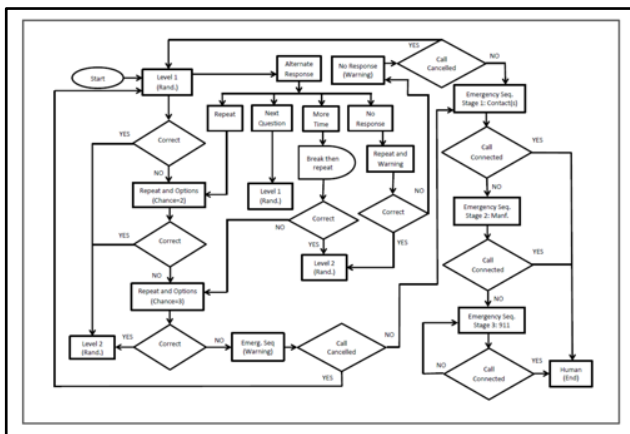 Start
Level 1
(Rand.)
Alternate
Response
No Response
(Warning)
YES
Call
Cancelled
NO
Emergency Seq.
Stage 1: Contact(s)
Repeat
Next
Question
More
Time
No
Response
YES
Correct
NO
Level 1
(Rand.)
Break then
repeat
Repeat and
Warning
Call
Connected
YES
NO
Repeat and Options
(Chance=2)
NO
Correct
YES
Correct
NO
YES
Emergency Seq.
Stage 2: Manf.
YES
Correct
NO
Level 2
(Rand.)
Call
Connected
YES
NO
Repeat and Options
(Chance=3)
Emergency Seq.
Stage 3: 911
Level 2
(Rand.)
YES
Correct
NO
Emerg. Seq
(Warning)
Call
Cancelled
NO
YES
NO
Call
Connected
YES
Human
(End)